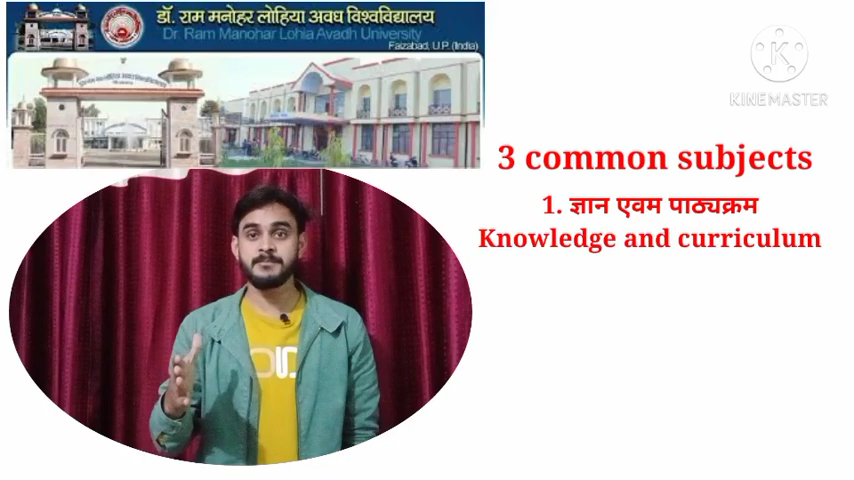 डॉ. राम मनोहर लोहिया अवध विश्वविद्यालय
Dr. Ram Manohar Lohia Avadh University
Faizabad, U.P.(India)
KINEMASTER
3 common subjects
1. ज्ञान एवम पाठ्यक्रम
Knowledge and curriculum